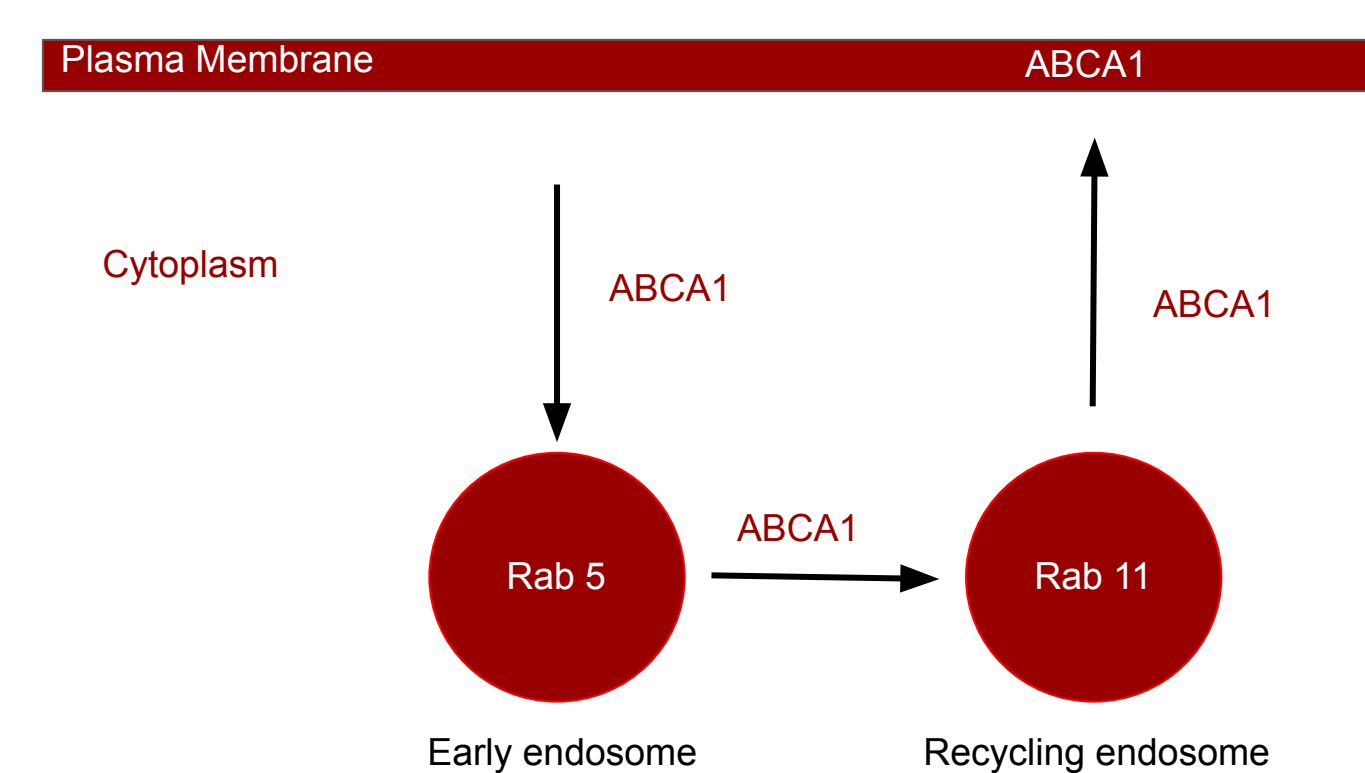 Plasma Membrane
ABCA1
Cytoplasm
ABCA1
ABCA1
ABCA1
Rab 5
Rab 11
Early endosome
Recycling endosome